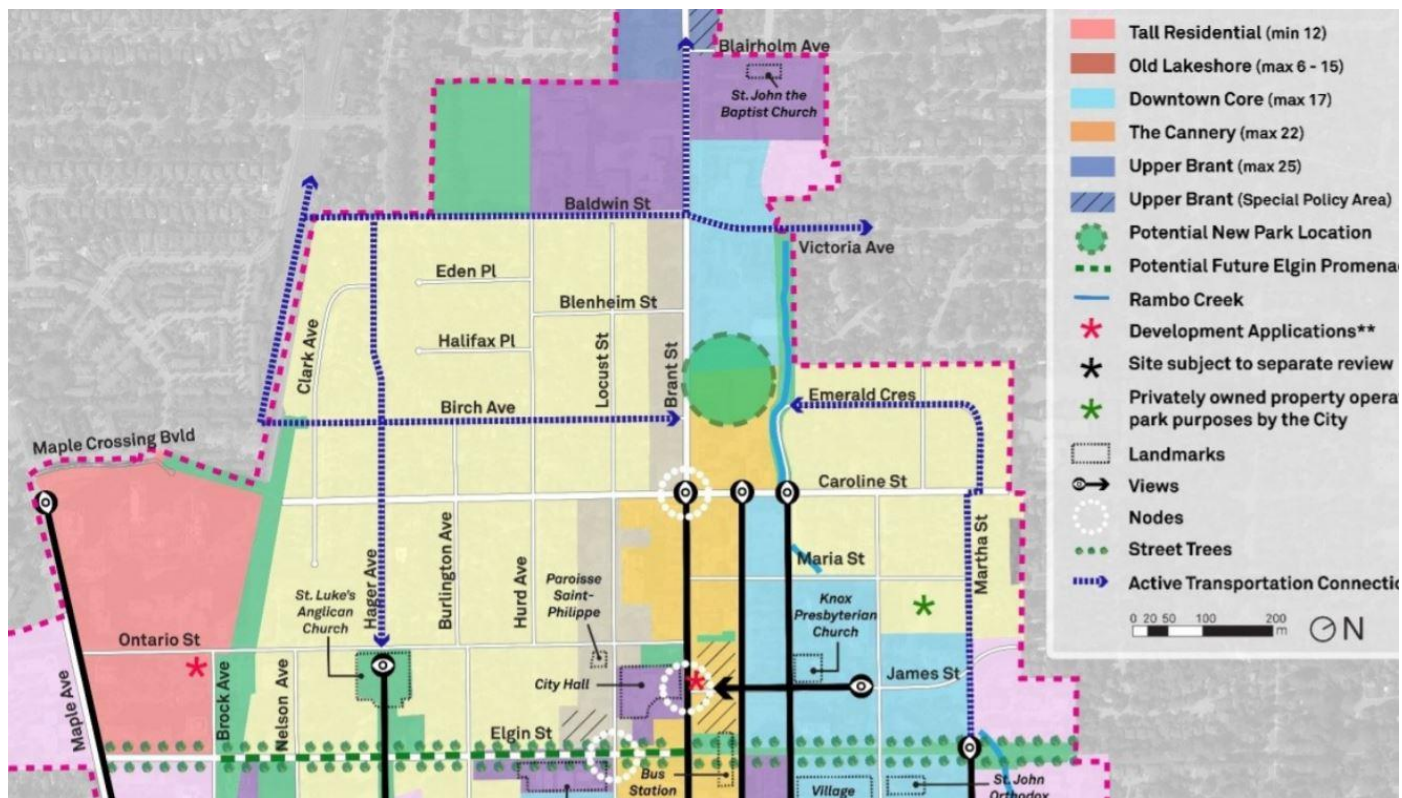 Blairholm Ave
St. John the
Baptist Church
Baldwin St
Victoria Ave
Eden Pl
Blenheim St
Halifax Pl
Clark Ave
Locust St
Brant St
Birch Ave
Emerald Cres
Maple Crossing Bvld
Caroline St
Hager Ave
Burlington Ave
Hurd Ave
Maria St
Martha St
St. Luke's
Anglican
Church
Paroisse
Saint-
Philippe
Knox
Presbyterian
Church
Ontario St
City Hall
James St
Maple Ave
Brock Ave
Nelson Ave
Elgin St
Bus
Station
Village
St. John
Orthodox
Tall Residential (min 12)
Old Lakeshore (max 6 - 15)
Downtown Core (max 17)
The Cannery (max 22)
Upper Brant (max 25)
Upper Brant (Special Policy Area)
Potential New Park Location
Potential Future Elgin Promena
Rambo Creek
Development Applications**
Site subject to separate review
Privately owned property opera
park purposes by the City
Landmarks
Views
Nodes
Street Trees
Active Transportation Connectio
0 20 50 100 200
m
N